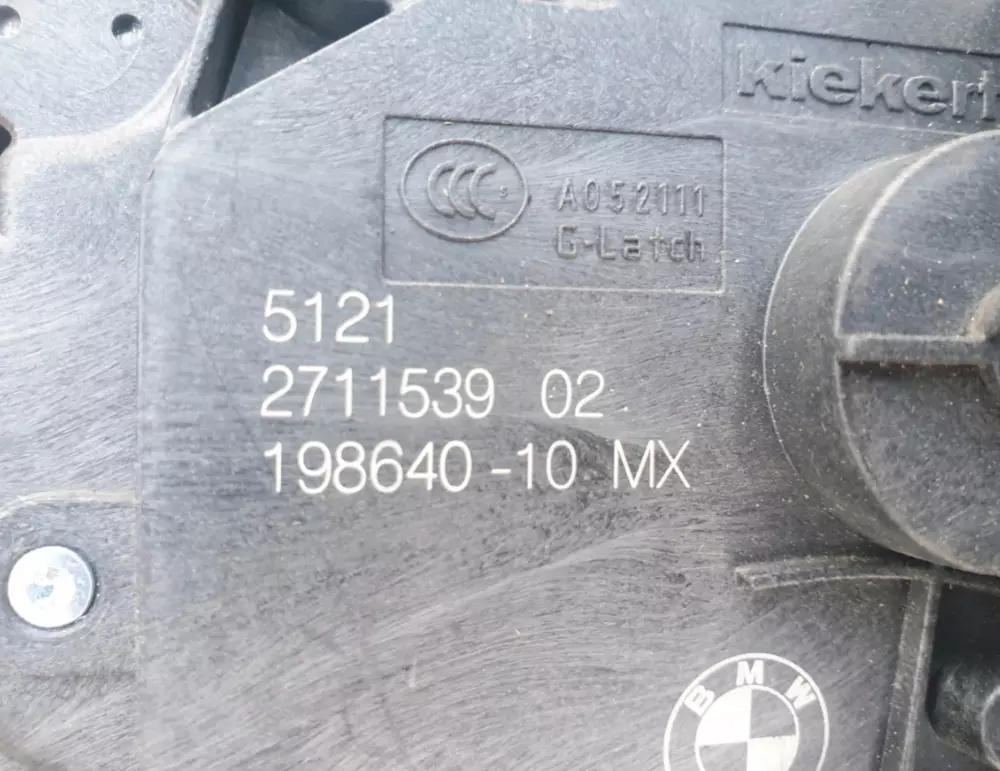 kiekert
CCC S
A052111
G-Latch
5121
2711539 02
198640-10 MX
BMW